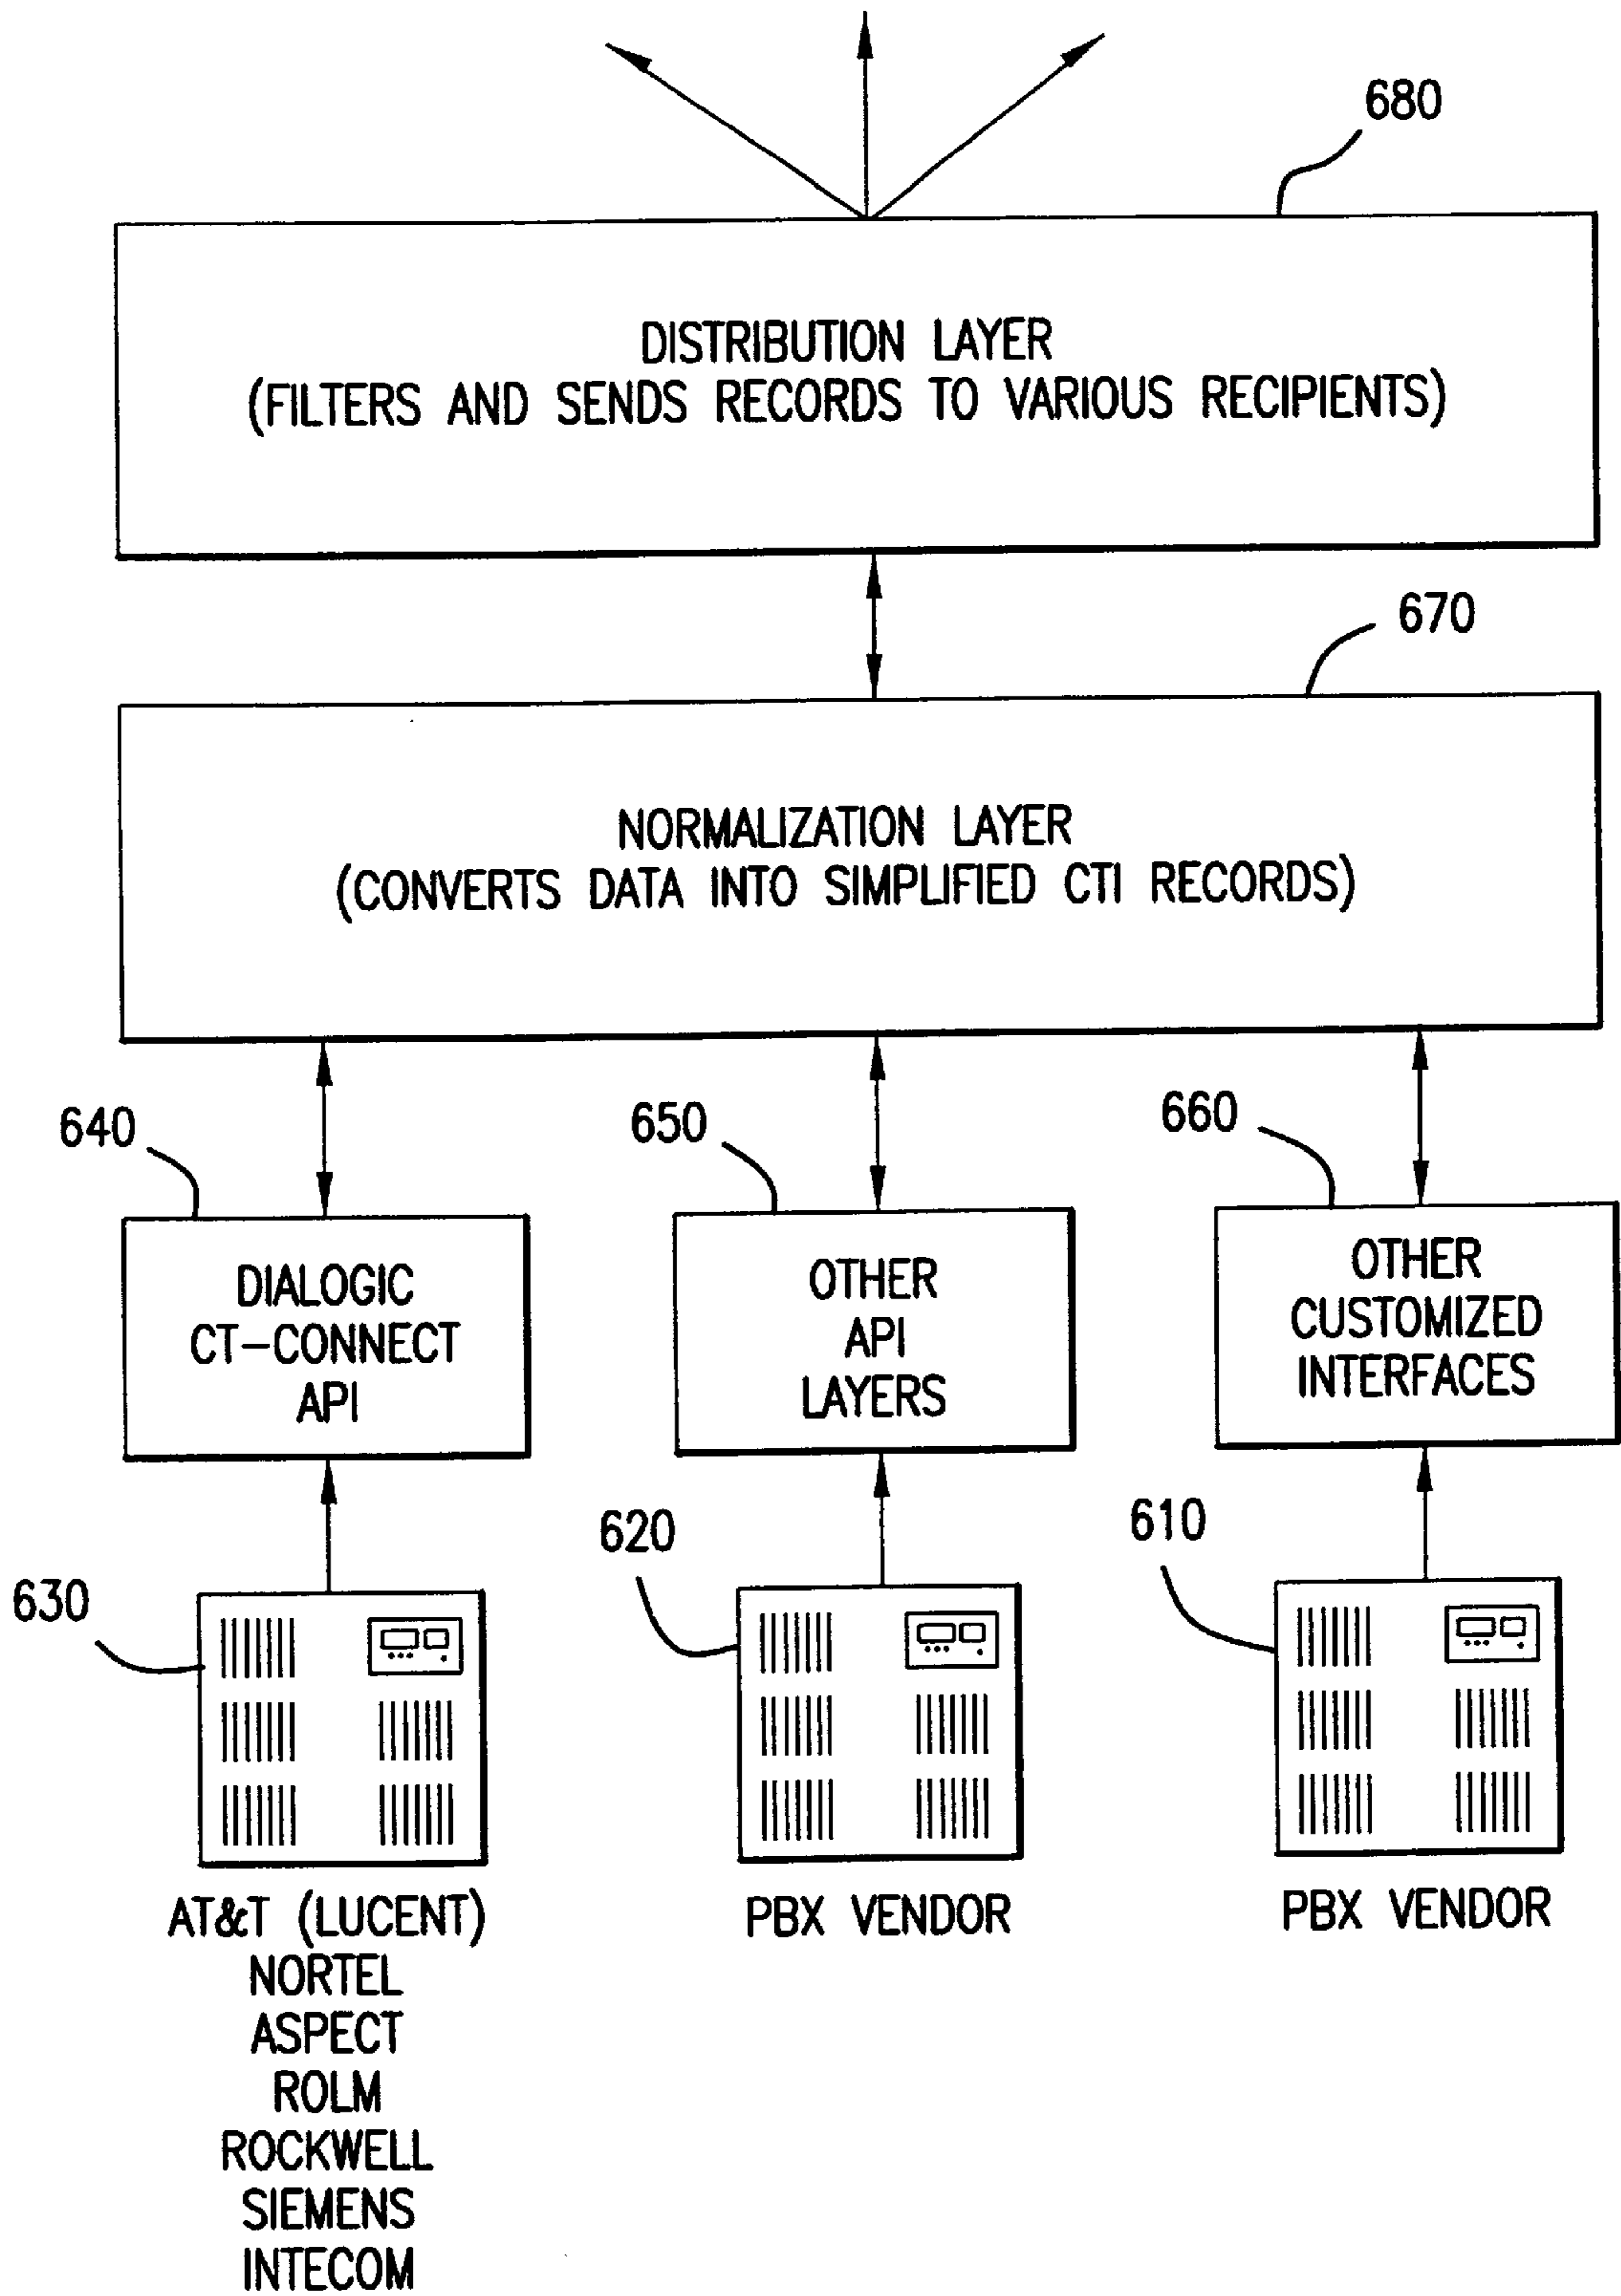 680
DISTRIBUTION LAYER
(FILTERS AND SENDS RECORDS TO VARIOUS RECIPIENTS)
670
NORMALIZATION LAYER
(CONVERTS DATA INTO SIMPLIFIED CTI RECORDS)
640
650
660
DIALOGIC
CT-CONNECT
API
OTHER
API
LAYERS
OTHER
CUSTOMIZED
INTERFACES
630
620
610
AT&T (LUCENT)
NORTEL
ASPECT
ROLM
ROCKWELL
SIEMENS
INTECOM
PBX VENDOR
PBX VENDOR